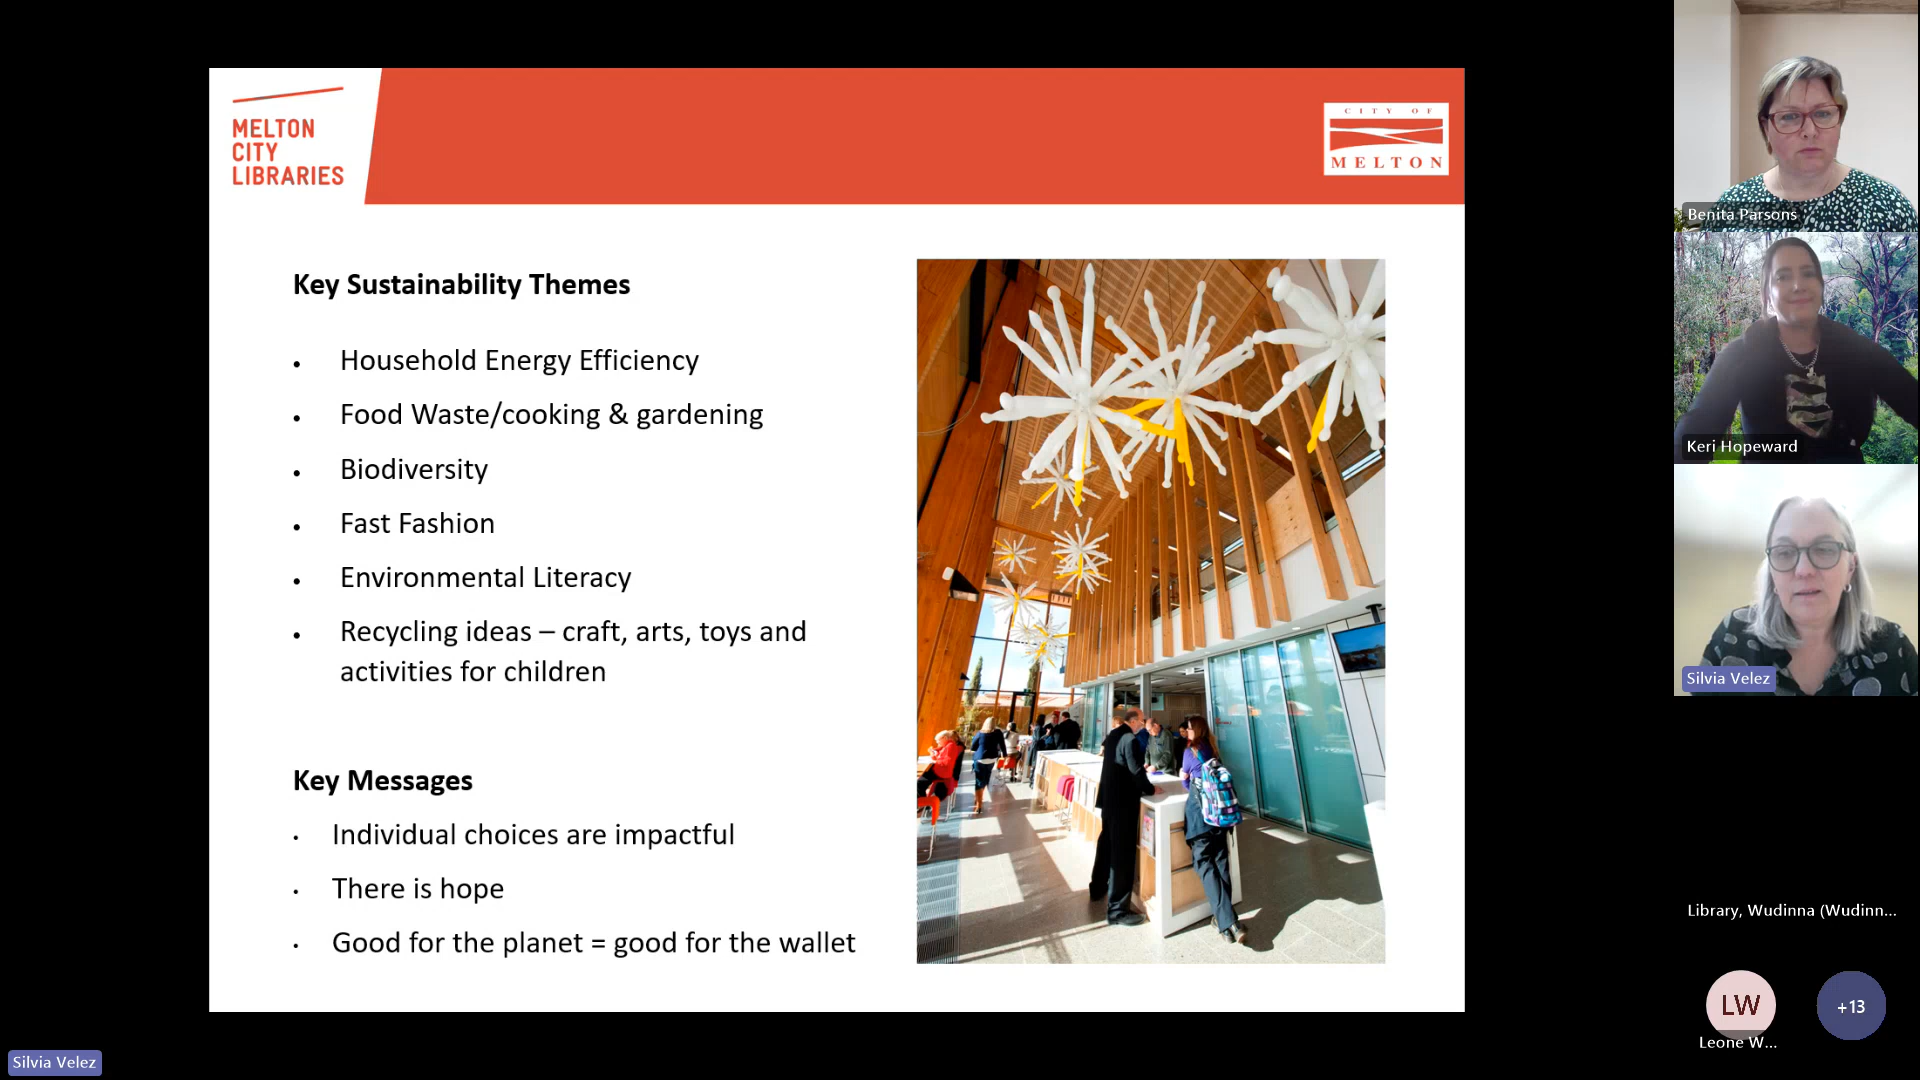 MELTON
CITY
LIBRARIES
CITY OF
MELTON
Key Sustainability Themes
• Household Energy Efficiency
• Food Waste/cooking & gardening
• Biodiversity
• Fast Fashion
• Environmental Literacy
• Recycling ideas – craft, arts, toys and
activities for children
Key Messages
• Individual choices are impactful
• There is hope
• Good for the planet = good for the wallet
Benita Parsons
Keri Hopeward
Silvia Velez
Library, Wudinna (Wudinn...
LW
+13
Leone W...
Silvia Velez